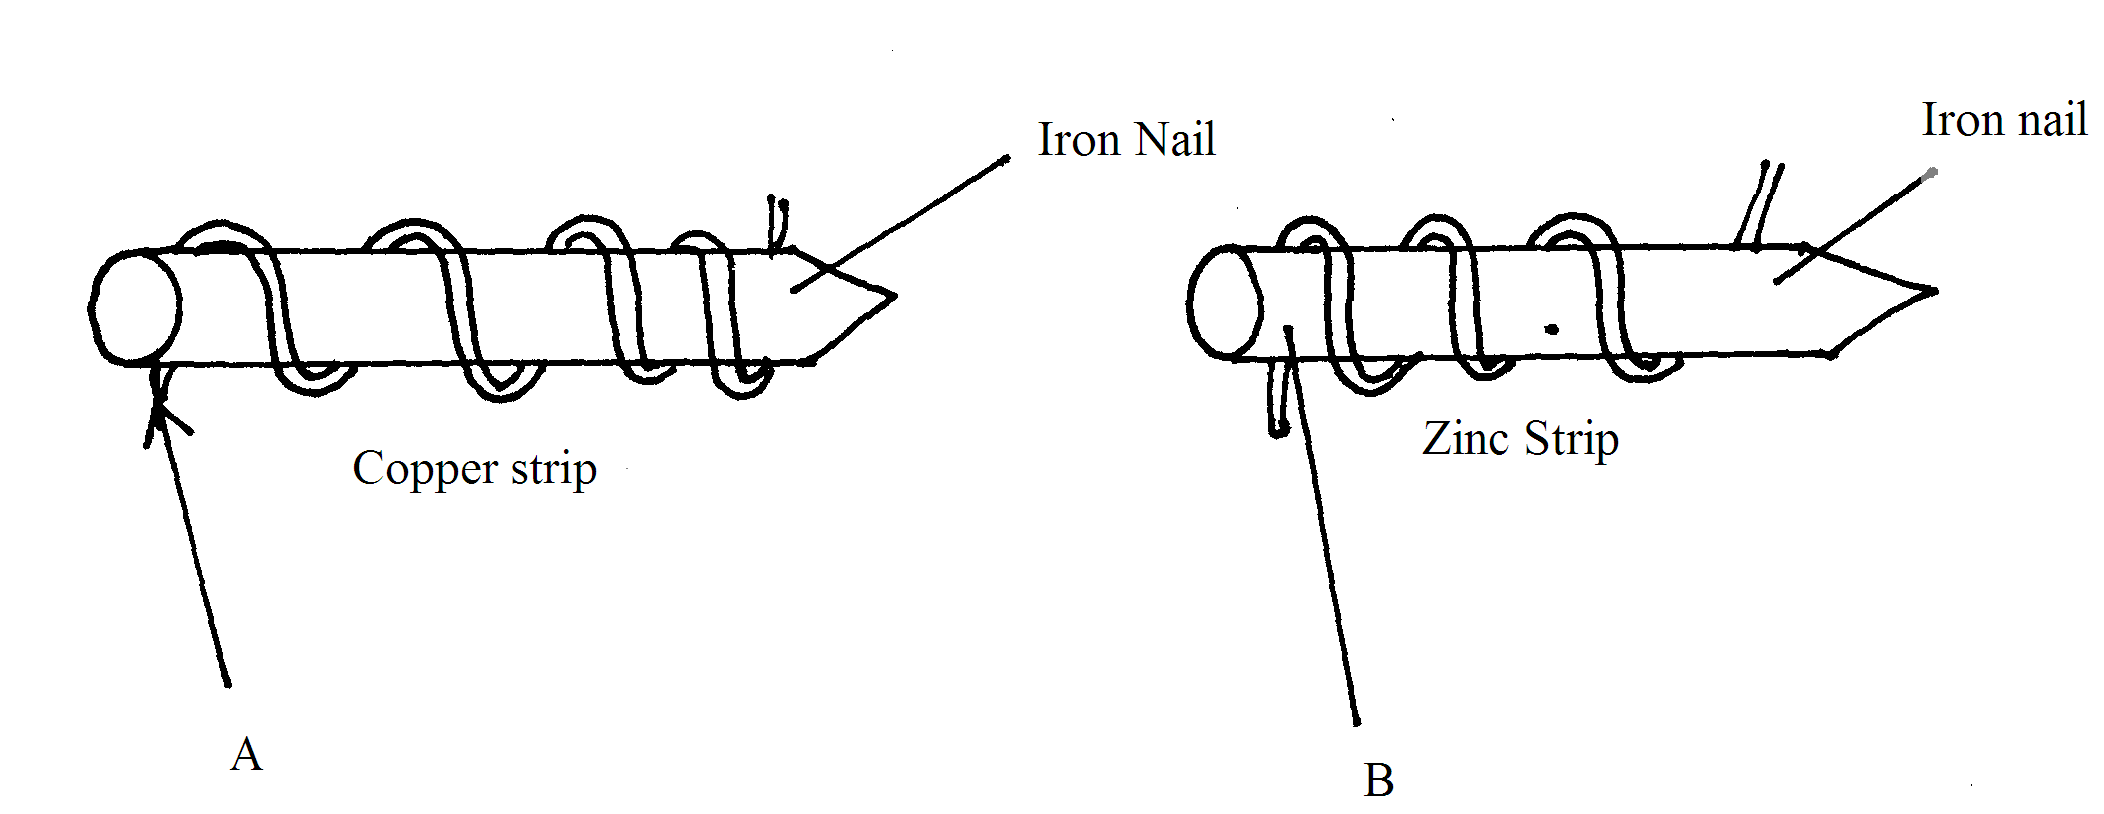 Iron Nail
Iron nail
Copper strip
Zinc Strip
A
B